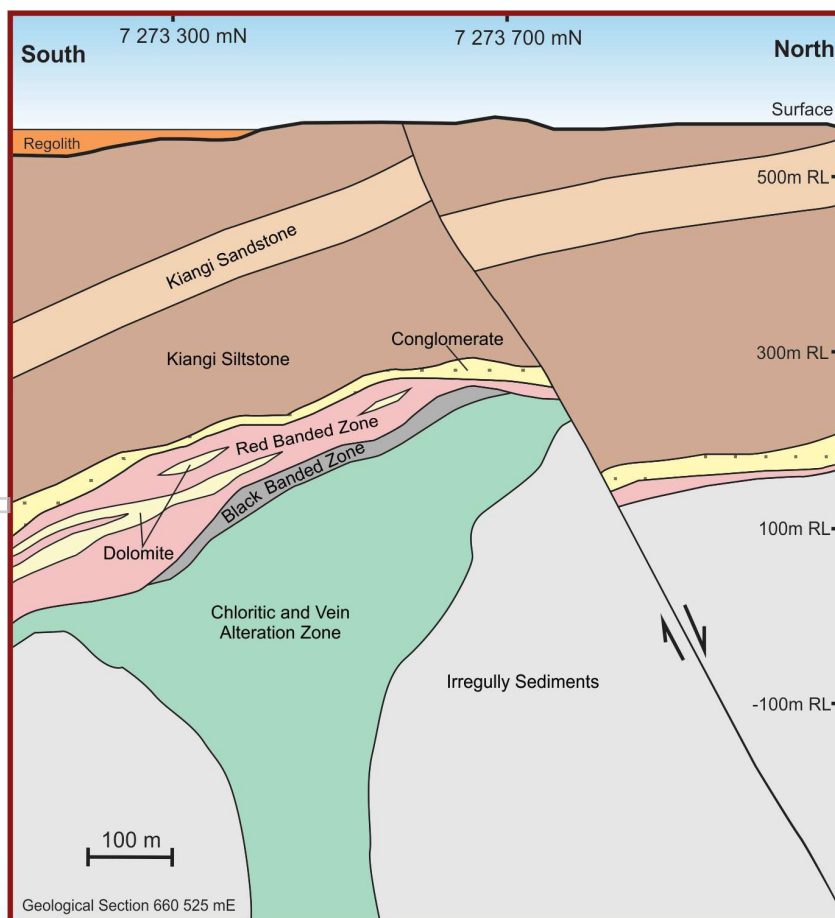 7 273 300 mN
7 273 700 mN
South
North
Surface
Regolith
500m RL
Kiangi Sandstone
Conglomerate
Kiangi Siltstone
300m RL
Red Banded Zone
Black Banded Zone
100m RL
Dolomite
Chloritic and Vein
Alteration Zone
Irregully Sediments
-100m RL
100 m
Geological Section 660 525 mE